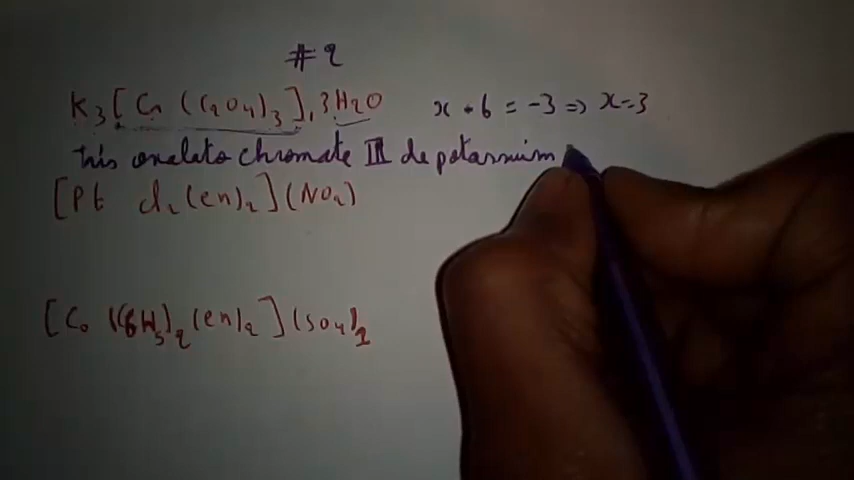 # 2
K₃[Cr (C₂O₄)₃], 3H₂O x - 6 = -3 => x = 3
tris oxalato chromate III de potassium
[Pt Cl₂(en)₂](NO₂)
[Co (C₆H₅)₂(en)₂](SO₄)₂